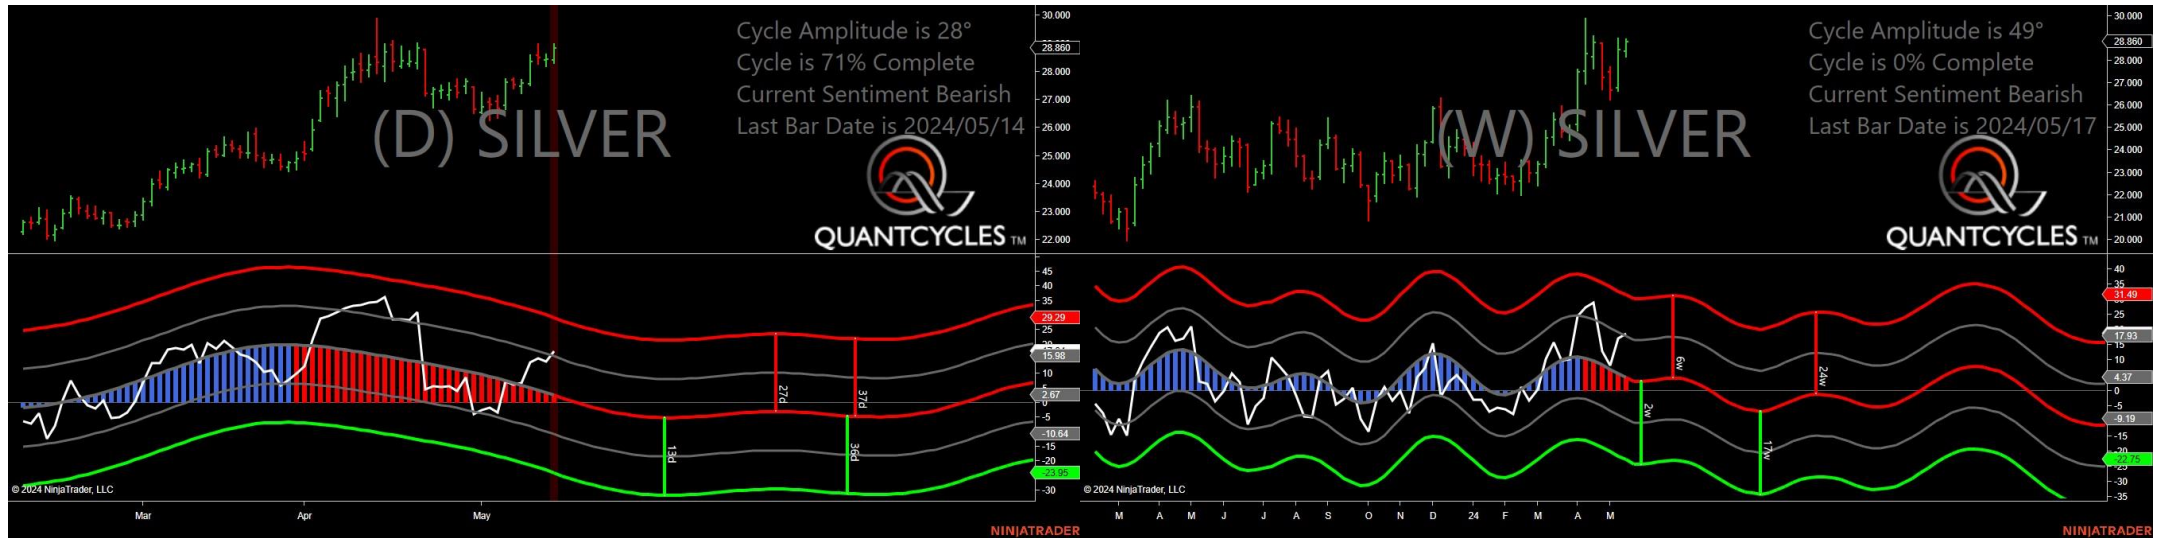 Cycle Amplitude is 28°
Cycle is 71% Complete
Current Sentiment Bearish
Last Bar Date is 2024/05/14
(D) SILVER
QUANTCYCLES TM
30.000
28.860
28.000
27.000
26.000
25.000
24.000
23.000
22.000
45
40
35
29.29
25
15.98
10
5
2.67
0
-5
-10.64
-15
-20
-23.95
-30
27d
37d
13d
36d
© 2024 NinjaTrader, LLC
Mar
Apr
May
NINJATRADER
Cycle Amplitude is 49°
Cycle is 0% Complete
Current Sentiment Bearish
Last Bar Date is 2024/05/17
(W) SILVER
QUANTCYCLES TM
30.000
28.860
28.000
27.000
26.000
25.000
24.000
23.000
22.000
21.000
20.000
40
35
31.49
25
17.93
15
10
4.37
0
-5
-9.19
-15
-22.75
-25
-30
-35
6w
24w
2w
17w
© 2024 NinjaTrader, LLC
M A M J J A S O N D 24 F M A M
NINJATRADER